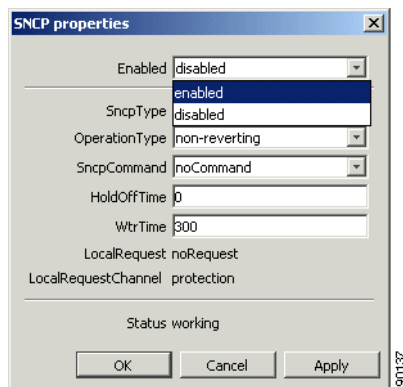 SNCP properties
Enabled disabled
enabled
SncpType disabled
OperationType non-reverting
SncpCommand noCommand
HoldOffTime 0
WtrTime 300
LocalRequest noRequest
LocalRequestChannel protection
Status working
OK Cancel Apply
90137